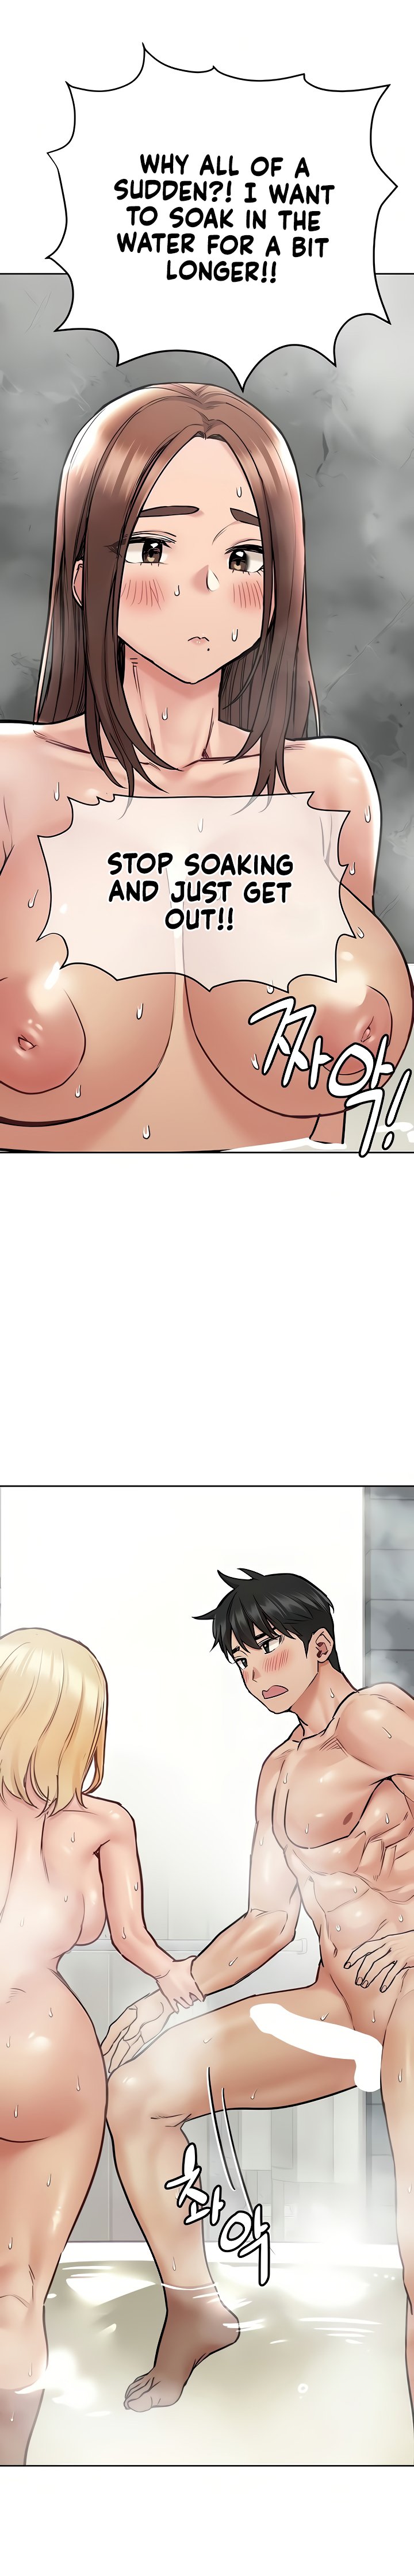 WHY ALL OF A
SUDDEN?! I WANT
TO SOAK IN THE
WATER FOR A BIT
LONGER!!
STOP SOAKING
AND JUST GET
OUT!!
짜악!
촤악